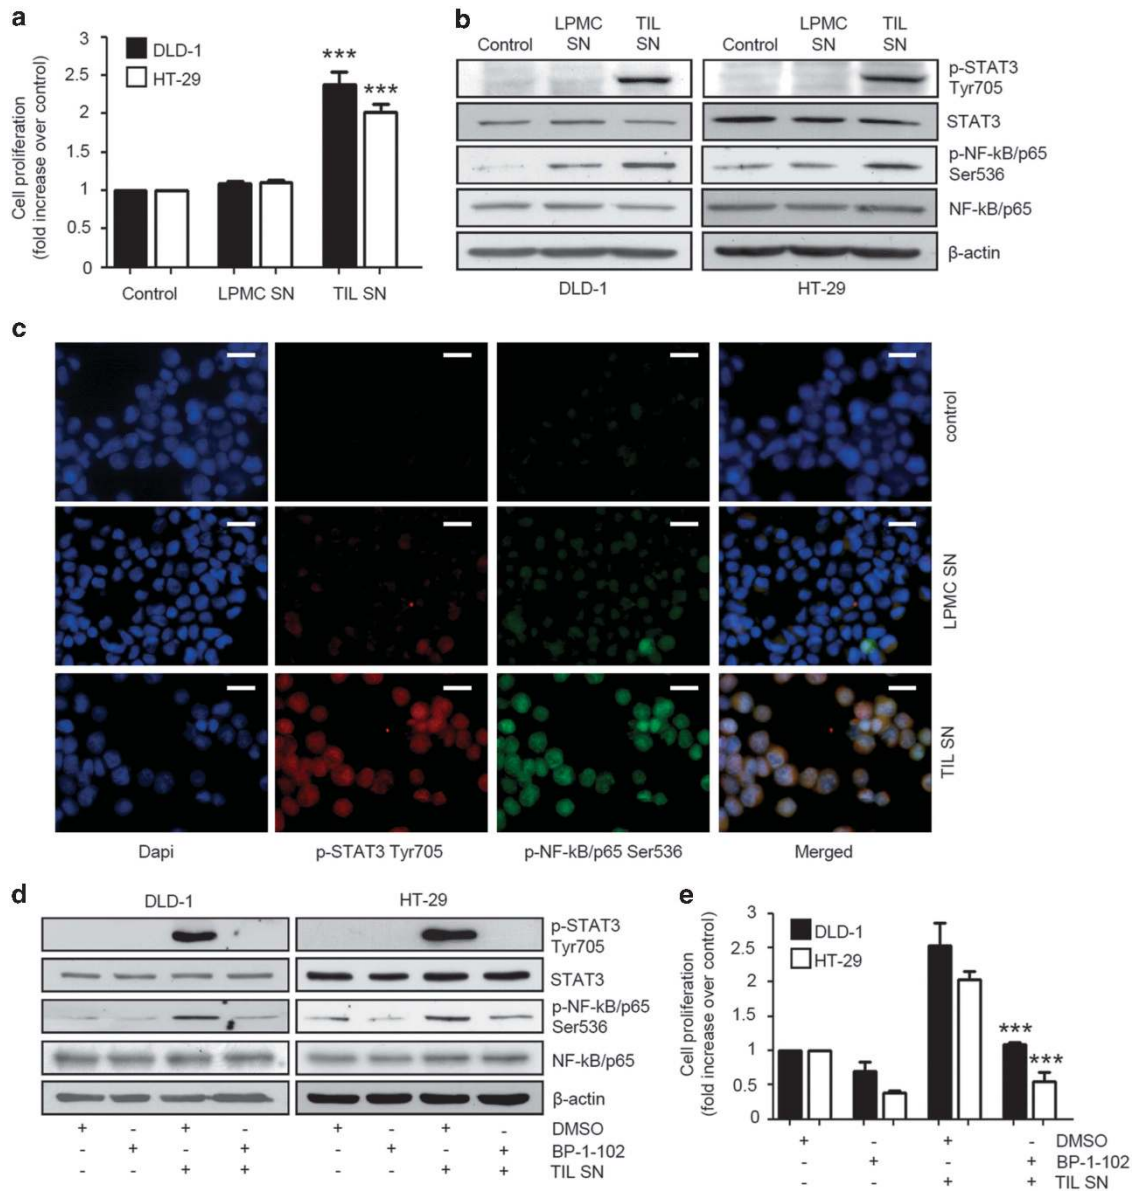 a
3
2.5
2
1.5
1
0.5
0
Cell proliferation
(fold increase over control)
DLD-1
HT-29
***
***
Control
LPMC SN
TIL SN
b
Control
LPMC
SN
TIL
SN
Control
LPMC
SN
TIL
SN
p-STAT3
Tyr705
STAT3
p-NF-kB/p65
Ser536
NF-kB/p65
β-actin
DLD-1
HT-29
c
control
LPMC SN
TIL SN
Dapi
p-STAT3 Tyr705
p-NF-kB/p65 Ser536
Merged
d
DLD-1
HT-29
p-STAT3
Tyr705
STAT3
p-NF-kB/p65
Ser536
NF-kB/p65
β-actin
+ - + - + - + - DMSO
- + - + - + - + BP-1-102
- - + + - - + + TIL SN
e
3
2.5
2
1.5
1
0.5
0
Cell proliferation
(fold increase over control)
DLD-1
HT-29
***
***
+ - + - DMSO
- + - + BP-1-102
- - + + TIL SN